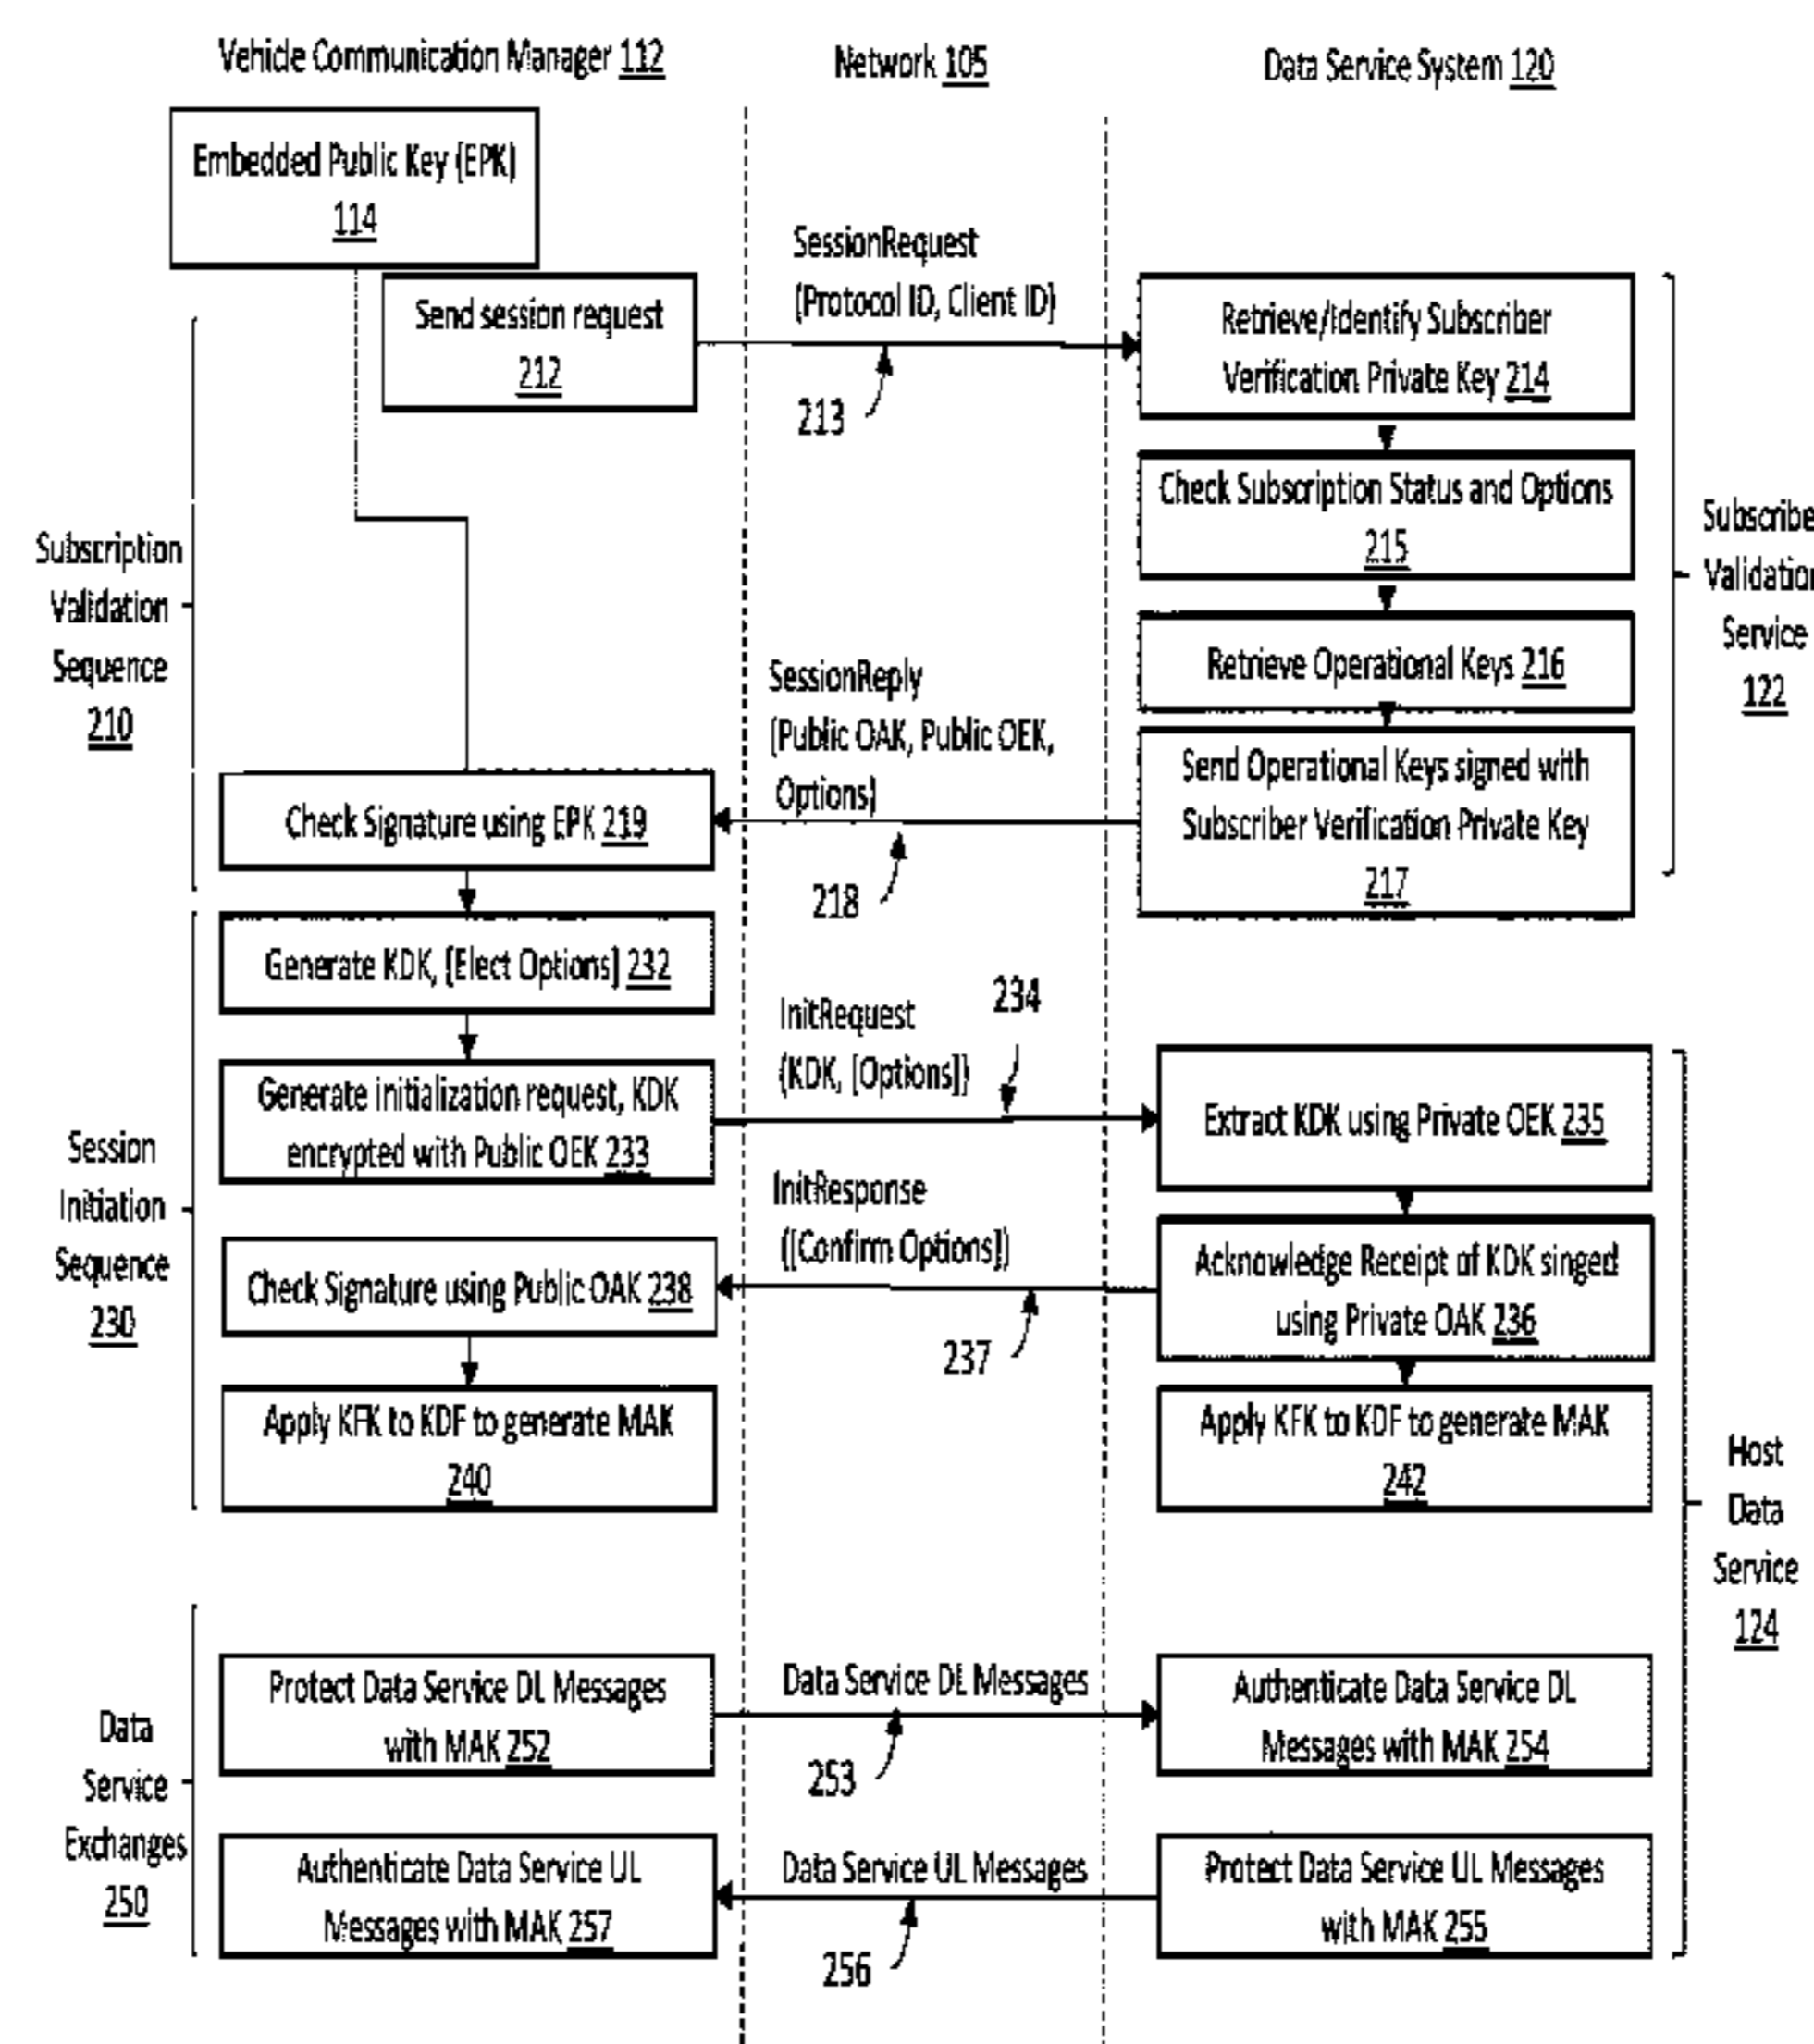 Vehicle Communication Manager 112
Network 105
Data Service System 120
Embedded Public Key (EPK)
114
Send session request
212
SessionRequest
(Protocol ID, Client ID)
213
Retrieve/Identify Subscriber
Verification Private Key 214
Check Subscription Status and Options
215
Retrieve Operational Keys 216
Send Operational Keys signed with
Subscriber Verification Private Key
217
Subscribe
Validation
Service
122
Subscription
Validation
Sequence
210
SessionReply
(Public OAK, Public OEK,
Options)
218
Check Signature using EPK 219
Generate KDK, [Elect Options] 232
Generate initialization request, KDK
encrypted with Public OEK 233
Session
Initiation
Sequence
230
InitRequest
(KDK, [Options])
234
Extract KDK using Private OEK 235
InitResponse
([Confirm Options])
237
Acknowledge Receipt of KDK singed
using Private OAK 236
Check Signature using Public OAK 238
Apply KFK to KDF to generate MAK
240
Apply KFK to KDF to generate MAK
242
Host
Data
Service
124
Data
Service
Exchanges
250
Protect Data Service DL Messages
with MAK 252
Data Service DL Messages
253
Authenticate Data Service DL
Messages with MAK 254
Authenticate Data Service UL
Messages with MAK 257
Data Service UL Messages
256
Protect Data Service UL Messages
with MAK 255